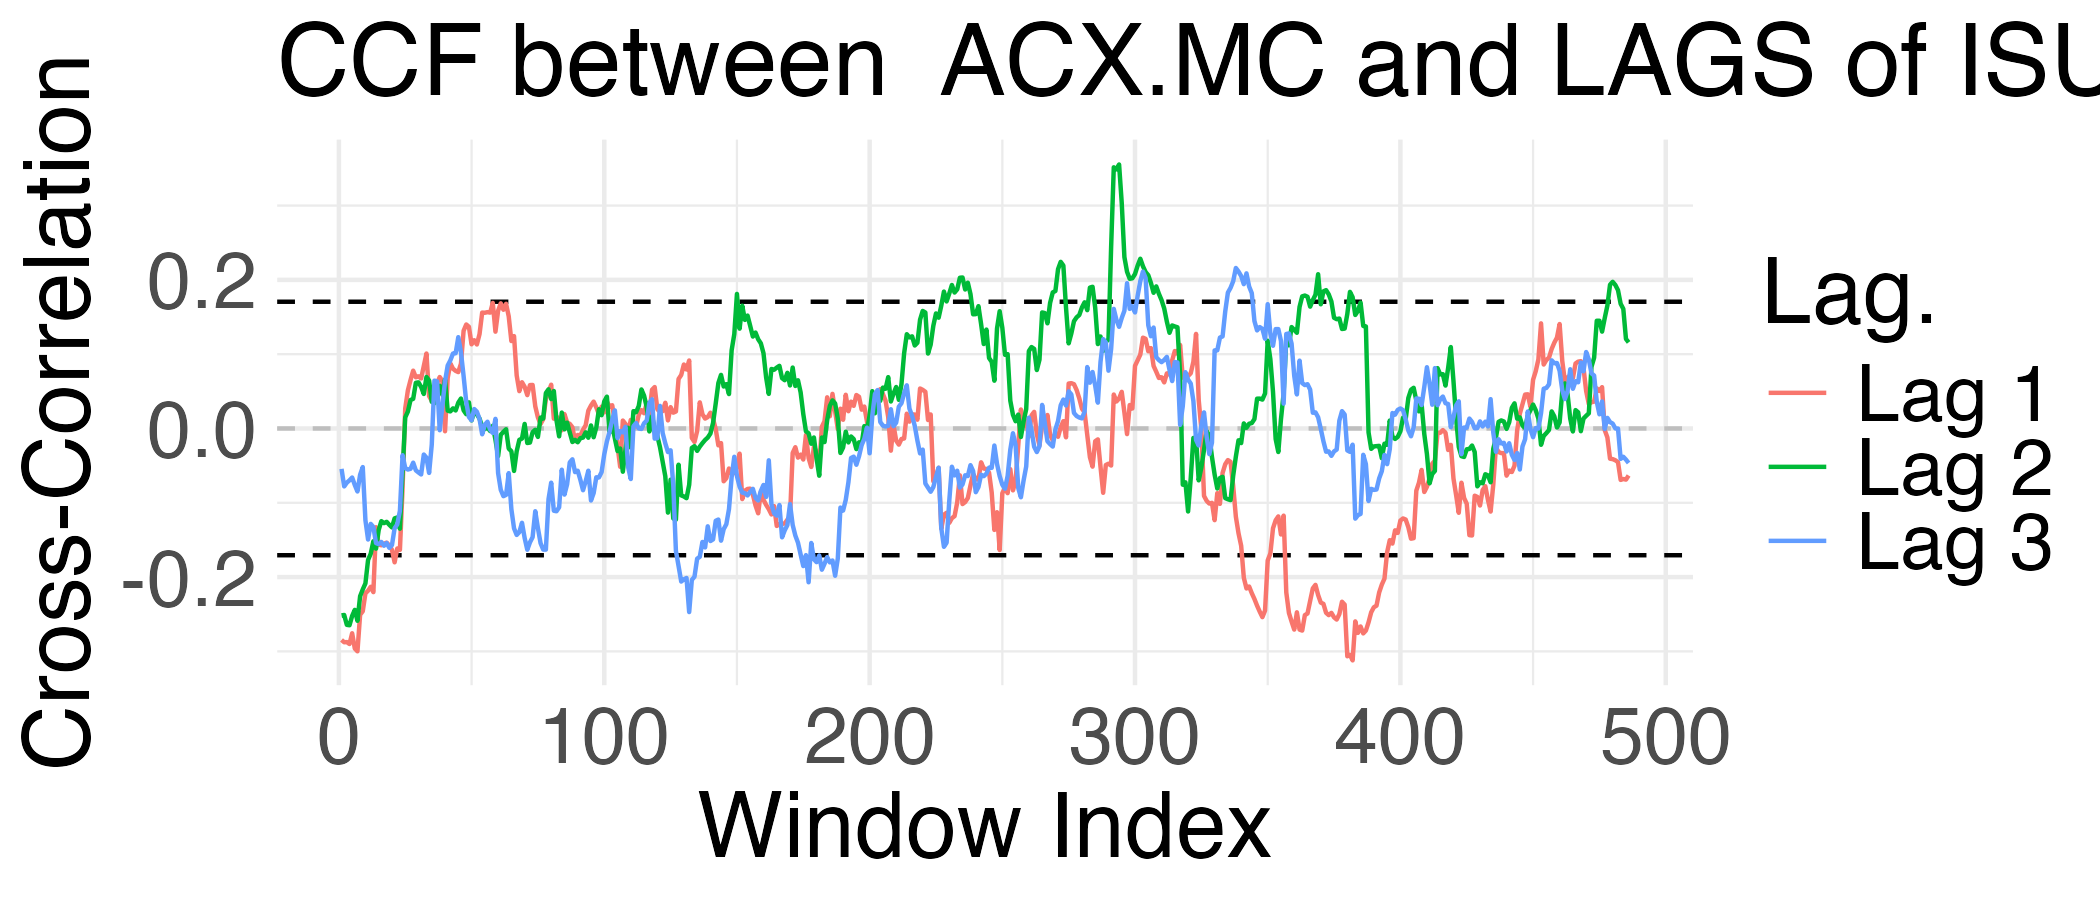 CCF between  ACX.MC and LAGS of ISU
Cross-Correlation
0.2
0.0
-0.2
0
100
200
300
400
500
Window Index
Lag.
Lag 1
Lag 2
Lag 3